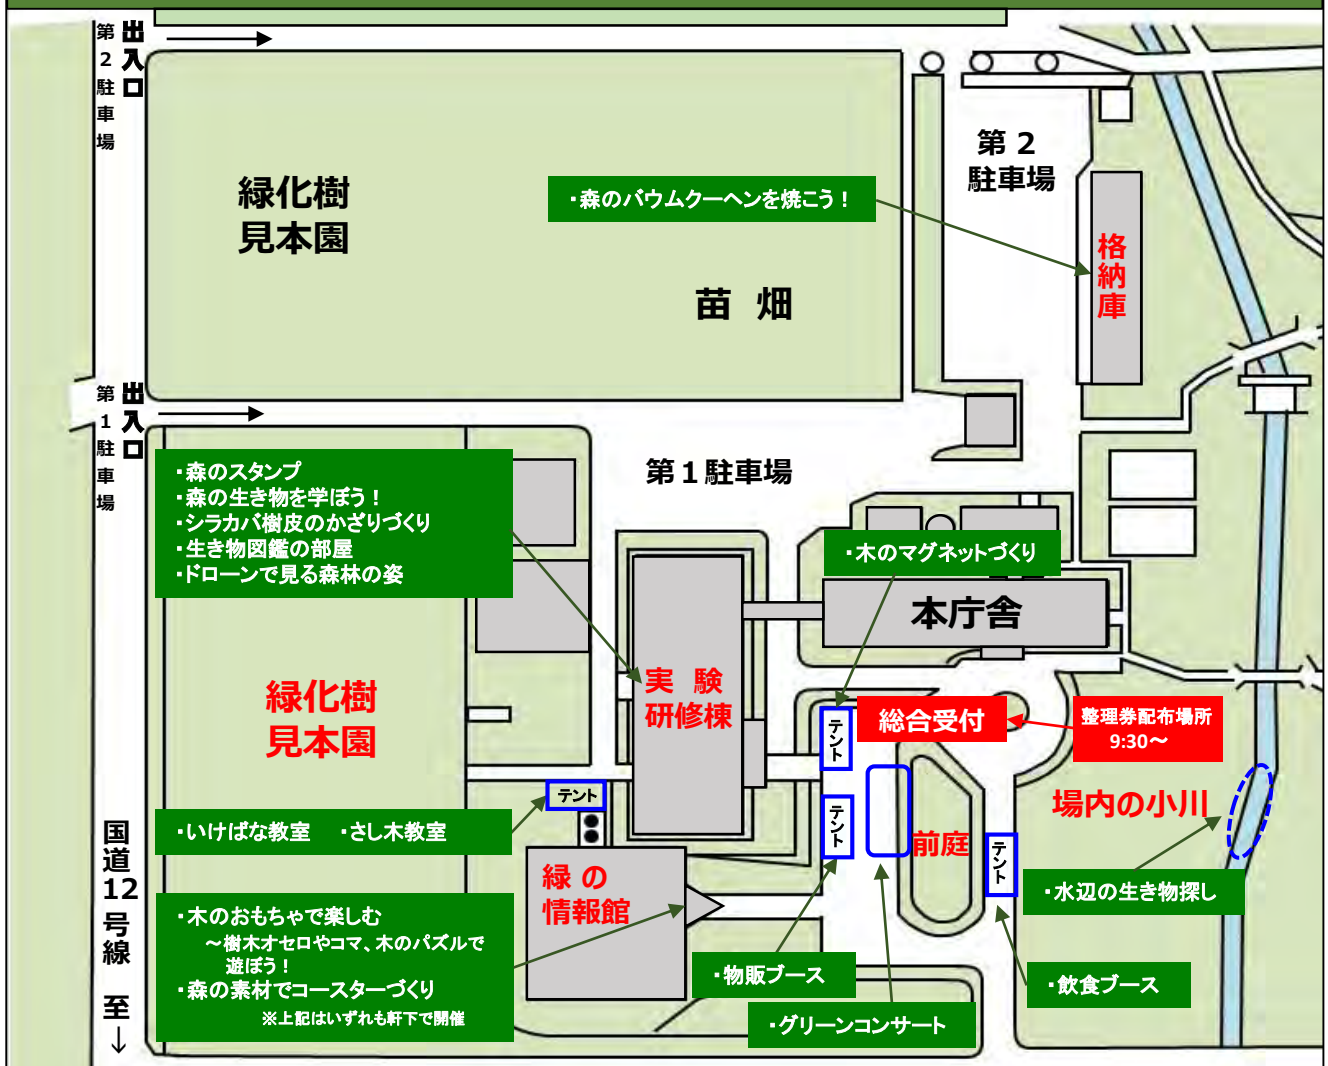 第2駐車場
出入口
緑化樹
見本園
・森のバウムクーヘンを焼こう！
第 2
駐車場
格納庫
苗 畑
第1駐車場
出入口
第1駐車場
・森のスタンプ
・森の生き物を学ぼう！
・シラカバ樹皮のかざりづくり
・生き物図鑑の部屋
・ドローンで見る森林の姿
・木のマグネットづくり
本庁舎
実 験
研修棟
緑化樹
見本園
総合受付
整理券配布場所
9:30～
テント
テント
テント
テント
場内の小川
前庭
・いけばな教室　・さし木教室
緑 の
情報館
・水辺の生き物探し
・木のおもちゃで楽しむ
～樹木オセロやコマ、木のパズルで
遊ぼう！
・森の素材でコースターづくり
※上記はいずれも軒下で開催
・物販ブース
・飲食ブース
・グリーンコンサート
国道12号線 至↓